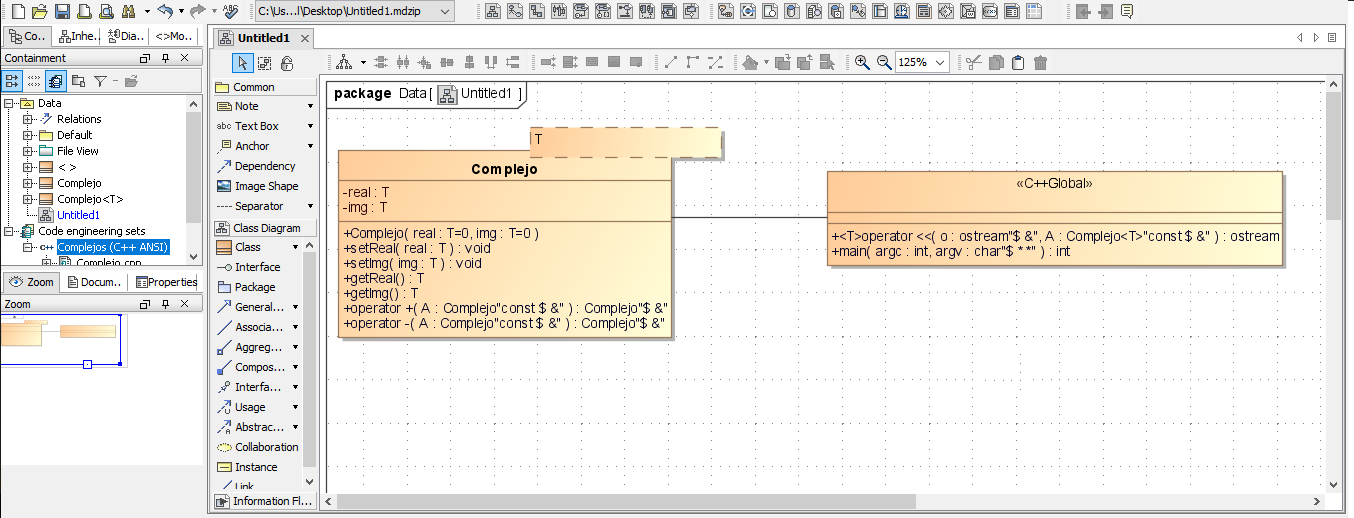 C:\Us...l\Desktop\Untitled1.mdzip
Co..
Inhe..
Dia..
<>Mo..
Containment
Data
Relations
Default
File View
< >
Complejo
Complejo<T>
Untitled1
Code engineering sets
C++ Complejos (C++ ANSI)
Complejo.cpp
Zoom
Docum..
Properties
Zoom
Untitled1
125%
Common
Note
abc Text Box
Anchor
Dependency
Image Shape
Separator
Class Diagram
Class
Interface
Package
General...
Associa...
Aggreg...
Compos...
Interfa...
Usage
Abstrac...
Collaboration
Instance
Link
Information Fl...
package Data [ Untitled1 ]
T
Complejo
-real : T
-img : T
+Complejo( real : T=0, img : T=0 )
+setReal( real : T ) : void
+setImg( img : T ) : void
+getReal() : T
+getImg() : T
+operator +( A : Complejo"const $ &" ) : Complejo"$ &"
+operator -( A : Complejo"const $ &" ) : Complejo"$ &"
«C++Global»
+<T>operator <<( o : ostream"$ &", A : Complejo<T>"const $ &" ) : ostream
+main( argc : int, argv : char"$ * *" ) : int